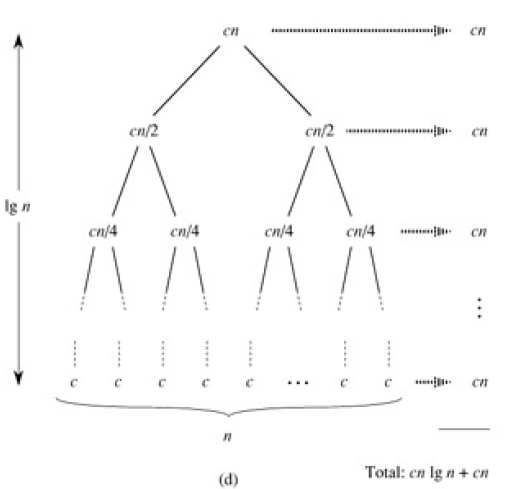 cn cn
cn/2 cn/2 cn
lg n
cn/4 cn/4 cn/4 cn/4 cn
c c c c c ... c c cn
n
Total: cn lg n + cn
(d)